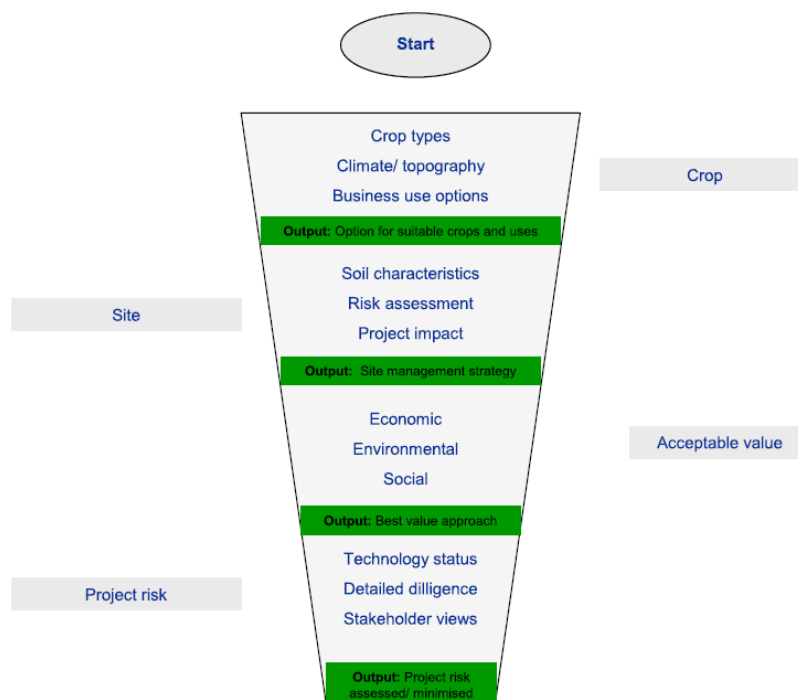 Start
Crop types
Climate/ topography
Business use options
Crop
Output: Option for suitable crops and uses
Soil characteristics
Risk assessment
Project impact
Site
Output: Site management strategy
Economic
Environmental
Social
Acceptable value
Output: Best value approach
Technology status
Detailed dilligence
Stakeholder views
Project risk
Output: Project risk
assessed/ minimised